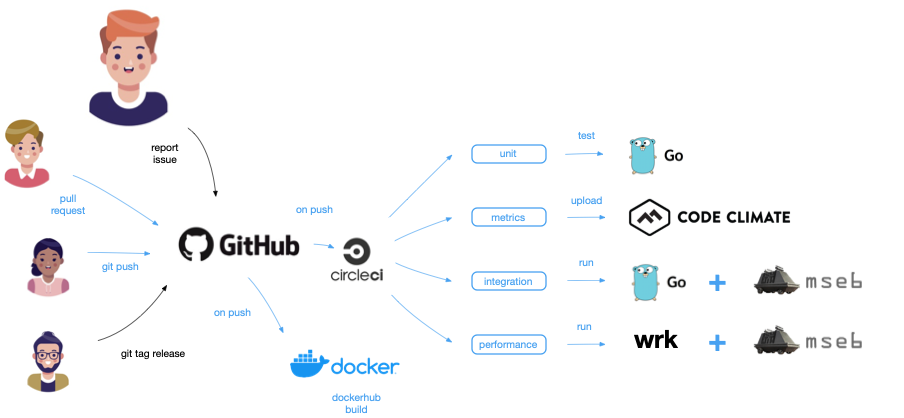 report
issue
pull
request
git push
git tag release
GitHub
on push
circleci
on push
docker
dockerhub
build
unit
test
Go
metrics
upload
CODE CLIMATE
integration
run
Go
+
mseb
performance
run
wrk
+
mseb